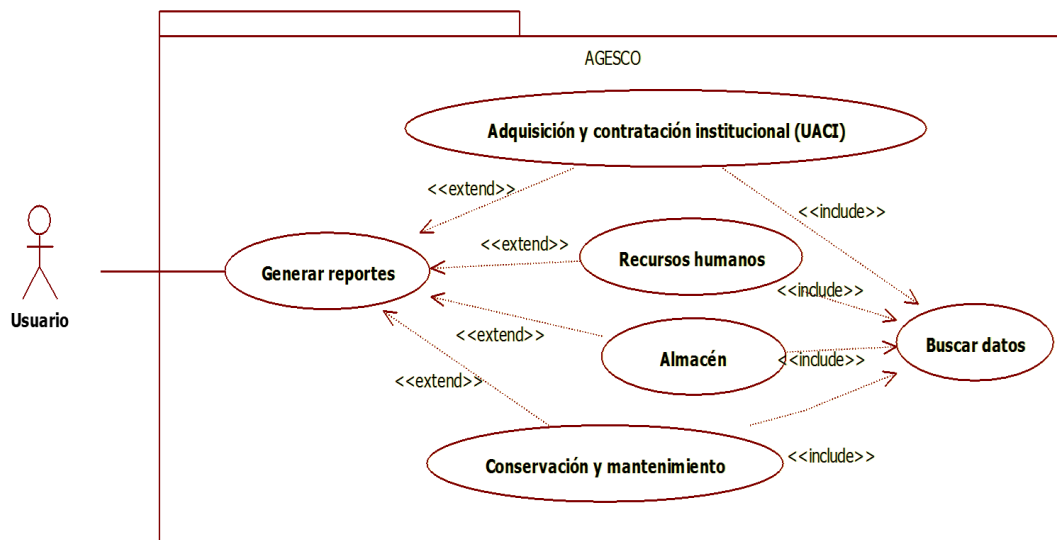 AGESCO
Adquisición y contratación institucional (UACI)
<<extend>>
<<include>>
<<extend>>
Recursos humanos
Generar reportes
<<include>>
Usuario
<<extend>>
Almacén
<<include>>
Buscar datos
<<extend>>
Conservación y mantenimiento
<<include>>